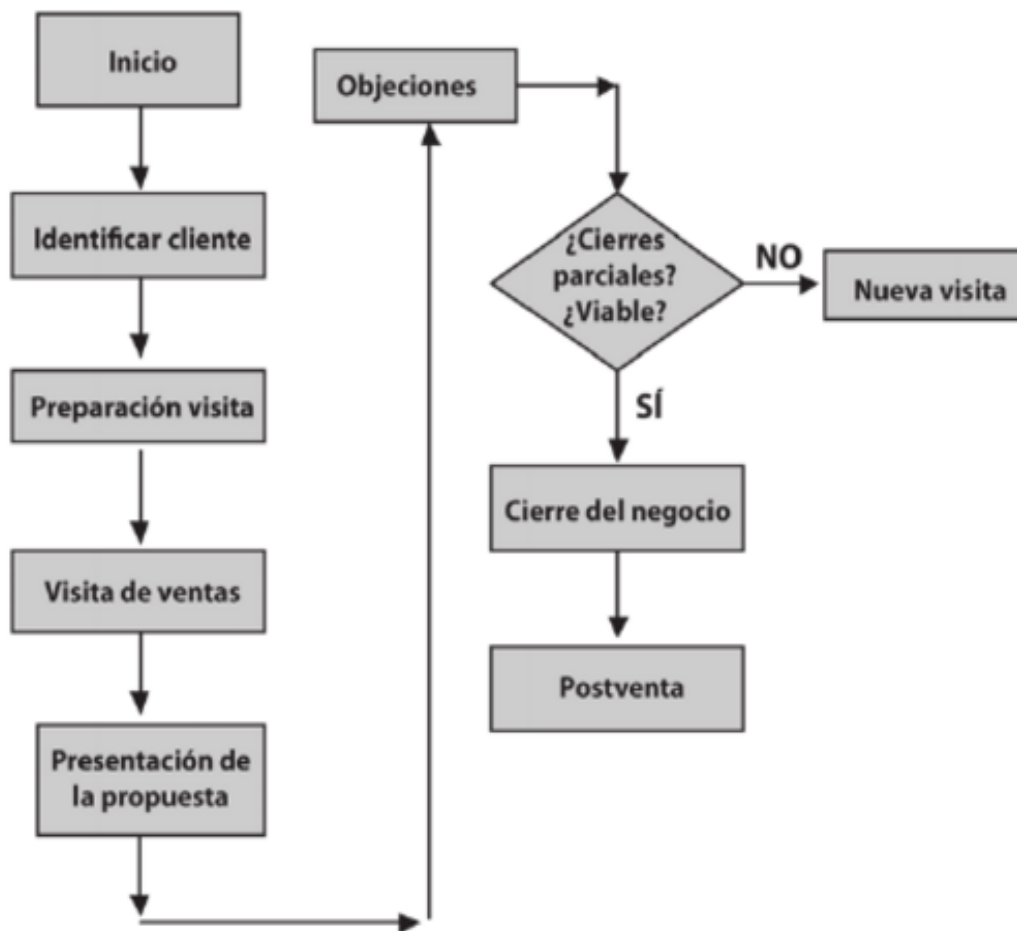 Inicio
Identificar cliente
Preparación visita
Visita de ventas
Presentación de
la propuesta
Objeciones
¿Cierres
parciales?
¿Viable?
NO
Nueva visita
SÍ
Cierre del negocio
Postventa